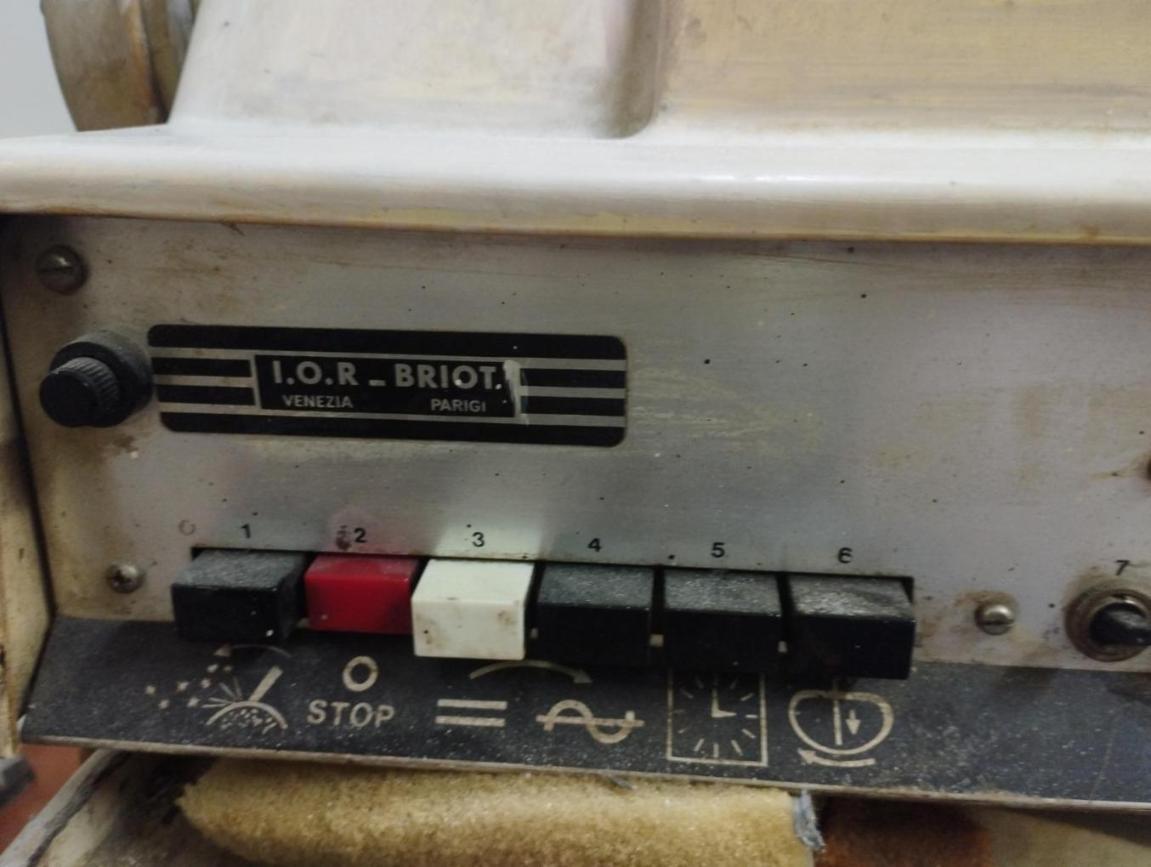 I.O.R - BRIOT.
VENEZIA PARIGI
1 2 3 4 5 6 7
STOP